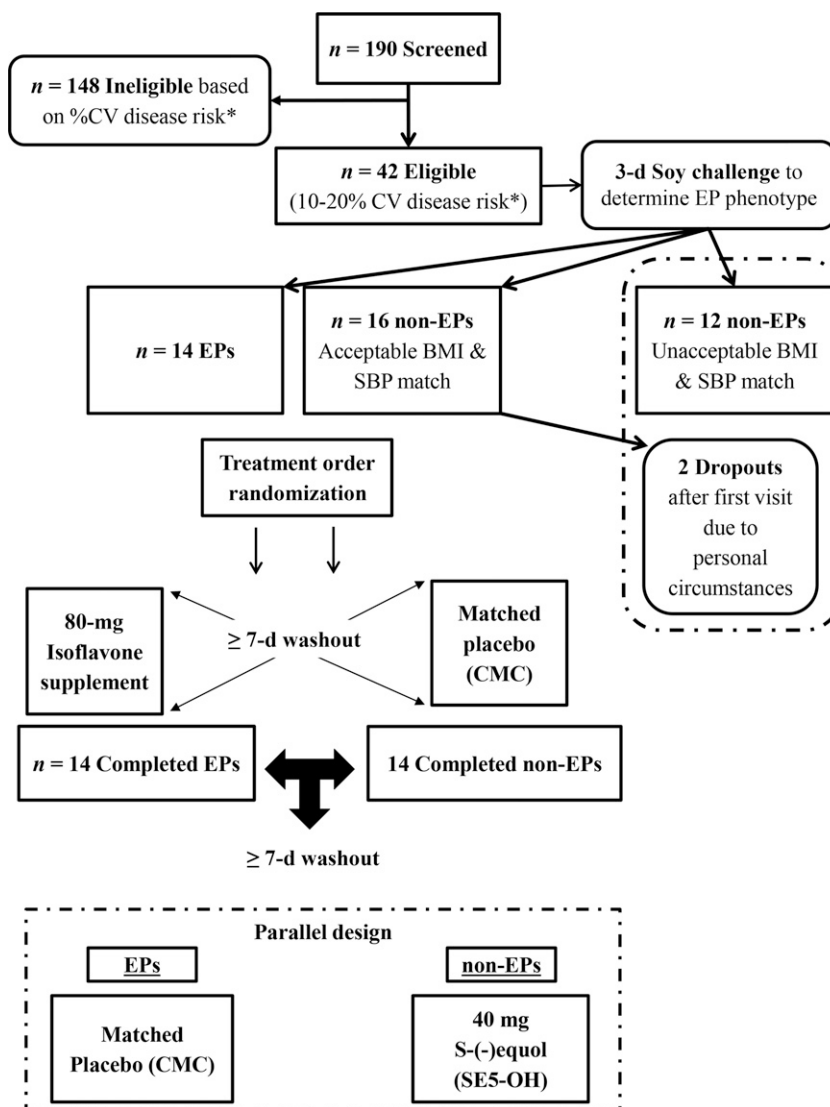 n = 190 Screened
n = 148 Ineligible based
on %CV disease risk*
n = 42 Eligible
(10-20% CV disease risk*)
3-d Soy challenge to
determine EP phenotype
n = 14 EPs
n = 16 non-EPs
Acceptable BMI &
SBP match
n = 12 non-EPs
Unacceptable BMI
& SBP match
2 Dropouts
after first visit
due to
personal
circumstances
Treatment order
randomization
80-mg
Isoflavone
supplement
≥ 7-d washout
Matched
placebo
(CMC)
n = 14 Completed EPs
14 Completed non-EPs
≥ 7-d washout
Parallel design
EPs
non-EPs
Matched
Placebo (CMC)
40 mg
S-(-)equol
(SE5-OH)